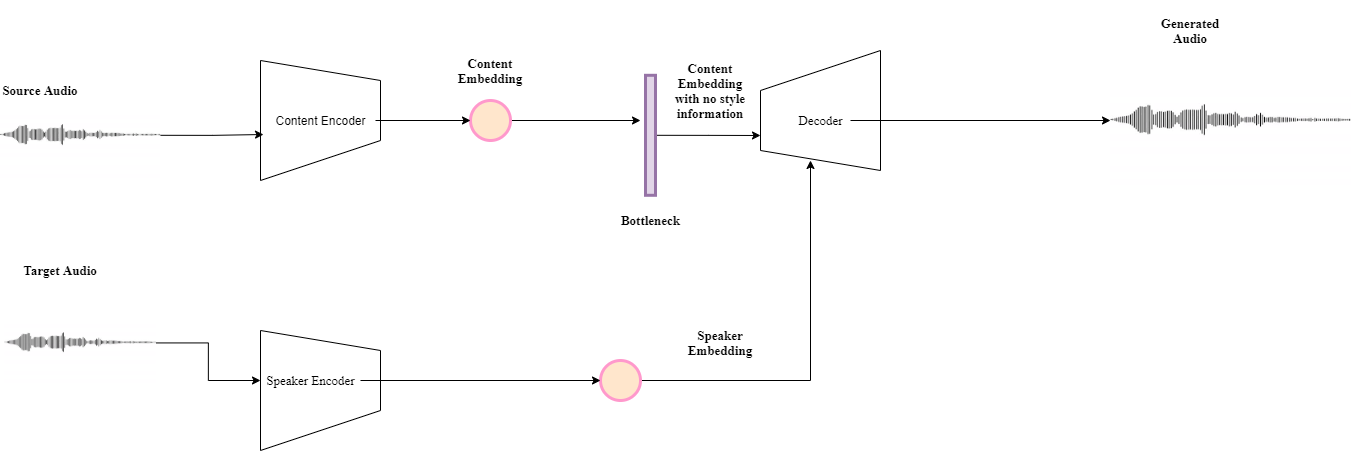 Generated
Audio
Content
Embedding
Content
Embedding
with no style
information
Source Audio
Content Encoder
Decoder
Bottleneck
Target Audio
Speaker
Embedding
Speaker Encoder